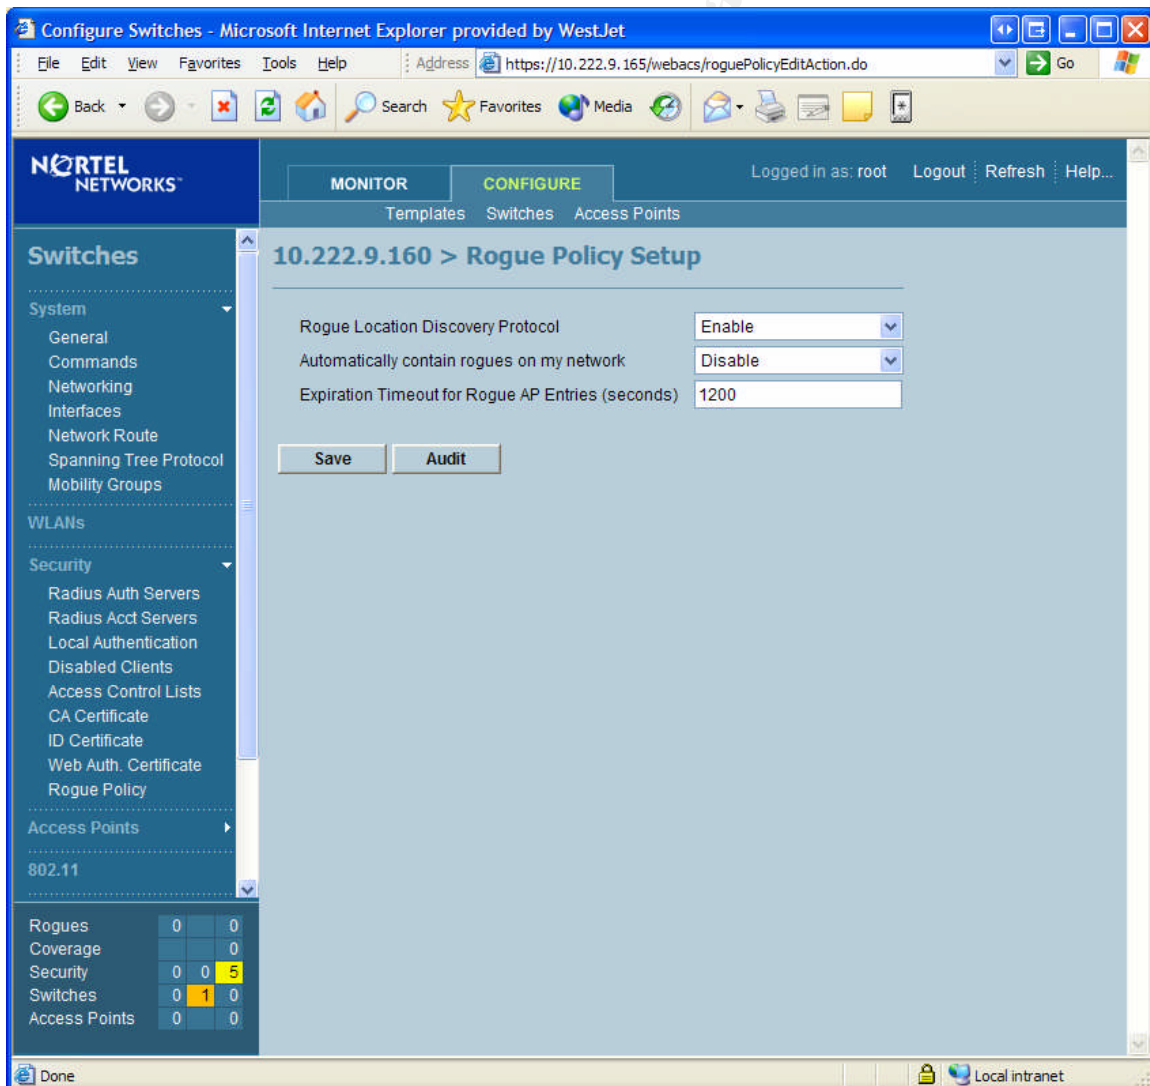 Configure Switches - Microsoft Internet Explorer provided by WestJet
File Edit View Favorites Tools Help Address https://10.222.9.165/webacs/roguePolicyEditAction.do Go
Back Search Favorites Media
NORTEL
NETWORKS™
MONITOR CONFIGURE Logged in as: root Logout Refresh Help...
Templates Switches Access Points
Switches
System
General
Commands
Networking
Interfaces
Network Route
Spanning Tree Protocol
Mobility Groups
WLANs
Security
Radius Auth Servers
Radius Acct Servers
Local Authentication
Disabled Clients
Access Control Lists
CA Certificate
ID Certificate
Web Auth. Certificate
Rogue Policy
Access Points
802.11
Rogues 0 0
Coverage 0
Security 0 0 5
Switches 0 1 0
Access Points 0 0
10.222.9.160 > Rogue Policy Setup
Rogue Location Discovery Protocol Enable
Automatically contain rogues on my network Disable
Expiration Timeout for Rogue AP Entries (seconds) 1200
Save Audit
Done Local intranet